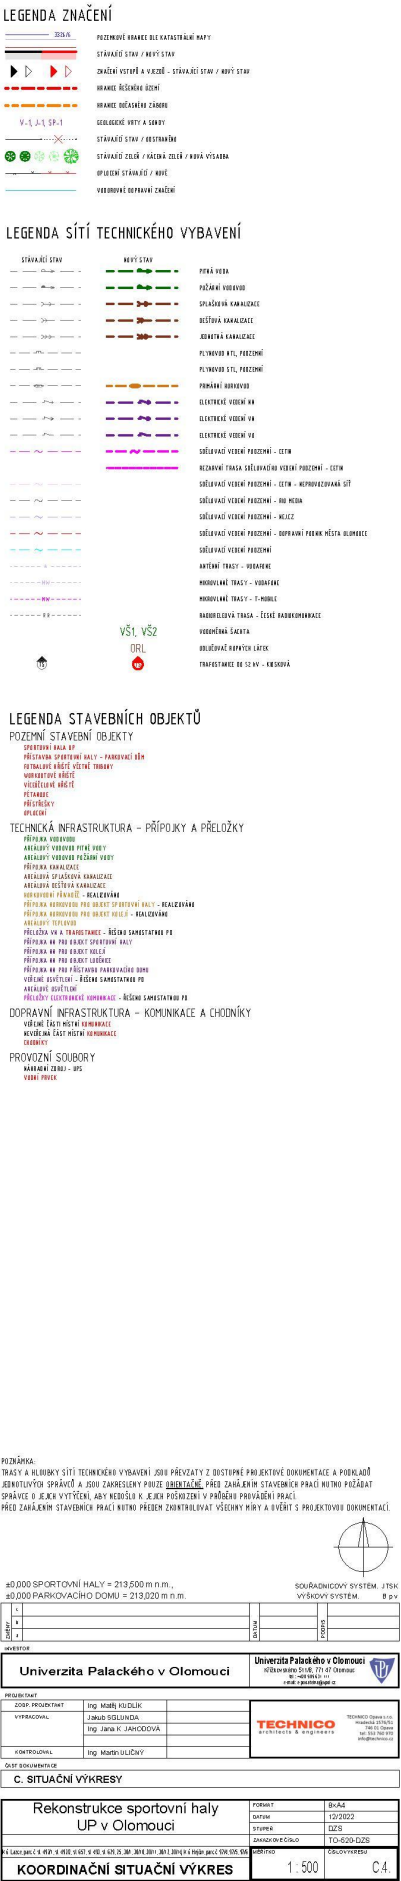 LEGENDA ZNAČENÍ
POZEMKOVÉ HRANICE DLE KATASTRÁLNÍ MAPY
STÁVAJÍCÍ STAV / NOVÝ STAV
ZNAČENÍ VSTUPŮ A VJEZDŮ - STÁVAJÍCÍ STAV / NOVÝ STAV
HRANICE ŘEŠENÉHO ÚZEMÍ
HRANICE DOČASNÉHO ZÁBORU
V-1, J-1, SP-1 GEOLOGICKÉ VRTY A SONDY
STÁVAJÍCÍ STAV / ODSTRANĚNO
STÁVAJÍCÍ ZELEŇ / KÁCENÁ ZELEŇ / NOVÁ VÝSADBA
OPLOCENÍ STÁVAJÍCÍ / NOVÉ
VODOROVNÉ DOPRAVNÍ ZNAČENÍ
LEGENDA SÍTÍ TECHNICKÉHO VYBAVENÍ
STÁVAJÍCÍ STAV NOVÝ STAV
PITNÁ VODA
POŽÁRNÍ VODOVOD
SPLAŠKOVÁ KANALIZACE
DEŠŤOVÁ KANALIZACE
JEDNOTNÁ KANALIZACE
PLYNOVOD NTL, PODZEMNÍ
PLYNOVOD STL, PODZEMNÍ
PRIMÁRNÍ HORKOVOD
ELEKTRICKÉ VEDENÍ NN
ELEKTRICKÉ VEDENÍ VN
ELEKTRICKÉ VEDENÍ VO
SDĚLOVACÍ VEDENÍ PODZEMNÍ - CETIN
REZERVNÍ TRASA SDĚLOVACÍHO VEDENÍ PODZEMNÍ - CETIN
SDĚLOVACÍ VEDENÍ PODZEMNÍ - CETIN - NEPROVOZOVANÁ SÍŤ
SDĚLOVACÍ VEDENÍ PODZEMNÍ - RIO MEDIA
SDĚLOVACÍ VEDENÍ PODZEMNÍ - NEJCZ
SDĚLOVACÍ VEDENÍ PODZEMNÍ - DOPRAVNÍ PODNIK MĚSTA OLOMOUCE
SDĚLOVACÍ VEDENÍ PODZEMNÍ
ANTÉNNÍ TRASY - VODAFONE
MIKROVLNNÉ TRASY - VODAFONE
MIKROVLNNÉ TRASY - T-MOBILE
RADIORELEOVÁ TRASA - ČESKÉ RADIOKOMUNIKACE
VŠ1, VŠ2 VODOMĚRNÁ ŠACHTA
ORL ODLUČOVAČ ROPNÝCH LÁTEK
TRAFOSTANICE DO 52 kV - KIOSKOVÁ
LEGENDA STAVEBNÍCH OBJEKTŮ
POZEMNÍ STAVEBNÍ OBJEKTY
SPORTOVNÍ HALA UP
PŘÍSTAVBA SPORTOVNÍ HALY - PARKOVACÍ DŮM
FOTBALOVÉ HŘIŠTĚ VČETNĚ TRIBUNY
WORKOUTOVÉ HŘIŠTĚ
VÍCEÚČELOVÉ HŘIŠTĚ
PÉTANQUE
PŘÍSTŘEŠKY
OPLOCENÍ
TECHNICKÁ INFRASTRUKTURA - PŘÍPOJKY A PŘELOŽKY
PŘÍPOJKA VODOVODU
AREÁLOVÝ VODOVOD PITNÉ VODY
AREÁLOVÝ VODOVOD POŽÁRNÍ VODY
PŘÍPOJKA KANALIZACE
AREÁLOVÁ SPLAŠKOVÁ KANALIZACE
AREÁLOVÁ DEŠŤOVÁ KANALIZACE
HORKOVODNÍ PŘIVADĚČ - REALIZOVÁNO
PŘÍPOJKA HORKOVODU PRO OBJEKT SPORTOVNÍ HALY - REALIZOVÁNO
PŘÍPOJKA HORKOVODU PRO OBJEKT KOLEJÍ - REALIZOVÁNO
AREÁLOVÝ TEPLOVOD
PŘELOŽKA VN A TRAFOSTANICE - ŘEŠENO SAMOSTATNOU PD
PŘÍPOJKA NN PRO OBJEKT SPORTOVNÍ HALY
PŘÍPOJKA NN PRO OBJEKT KOLEJÍ
PŘÍPOJKA NN PRO OBJEKT LODĚNICE
PŘÍPOJKA NN PRO PŘÍSTAVBU PARKOVACÍHO DOMU
VEŘEJNÉ OSVĚTLENÍ - ŘEŠENO SAMOSTATNOU PD
AREÁLOVÉ OSVĚTLENÍ
PŘELOŽKY ELEKTRONICKÉ KOMUNIKACE - ŘEŠENO SAMOSTATNOU PD
DOPRAVNÍ INFRASTRUKTURA - KOMUNIKACE A CHODNÍKY
VEŘEJNÉ ČÁSTI MÍSTNÍ KOMUNIKACE
NEVEŘEJNÁ ČÁST MÍSTNÍ KOMUNIKACE
CHODNÍKY
PROVOZNÍ SOUBORY
NÁHRADNÍ ZDROJ - UPS
VODNÍ PRVEK
POZNÁMKA:
TRASY A HLOUBKY SÍTÍ TECHNICKÉHO VYBAVENÍ JSOU PŘEVZATY Z DOSTUPNÉ PROJEKTOVÉ DOKUMENTACE A PODKLADŮ
JEDNOTLIVÝCH SPRÁVCŮ A JSOU ZAKRESLENY POUZE ORIENTAČNĚ. PŘED ZAHÁJENÍM STAVEBNÍCH PRACÍ NUTNO POŽÁDAT
SPRÁVCE O JEJICH VYTÝČENÍ, ABY NEDOŠLO K JEJICH POŠKOZENÍ V PRŮBĚHU PROVÁDĚNÍ PRACÍ.
PŘED ZAHÁJENÍM STAVEBNÍCH PRACÍ NUTNO PŘEDEM ZKONTROLOVAT VŠECHNY MÍRY A OVĚŘIT S PROJEKTOVOU DOKUMENTACÍ.
±0,000 SPORTOVNÍ HALY = 213,500 m n.m.,
±0,000 PARKOVACÍHO DOMU = 213,020 m n.m.
SOUŘADNICOVÝ SYSTÉM: JTSK
VÝŠKOVÝ SYSTÉM: B p v
ZMĚNY DATUM PODPIS
INVESTOR
Univerzita Palackého v Olomouci
Univerzita Palackého v Olomouci
Křížkovského 511/8, 771 47 Olomouc
PROJEKTANT
ZODP. PROJEKTANT Ing. Matěj KUDLÍK
VYPRACOVAL Jakub SGLUNDA
Ing. Jana K JAHODOVÁ
KONTROLOVAL Ing. Martin ULIČNÝ
TECHNICO
architects & engineers
TECHNICO Opava s.r.o.
Hradecká 1576/51
746 01 Opava
info@technico.cz
ČÁST DOKUMENTACE
C. SITUAČNÍ VÝKRESY
Rekonstrukce sportovní haly
UP v Olomouci
FORMÁT 8xA4
DATUM 12/2022
STUPEŇ DZS
ZAKÁZKOVÉ ČÍSLO TO-520-DZS
KOORDINAČNÍ SITUAČNÍ VÝKRES
MĚŘÍTKO 1 : 500
ČÍSLO VÝKRESU C.4.